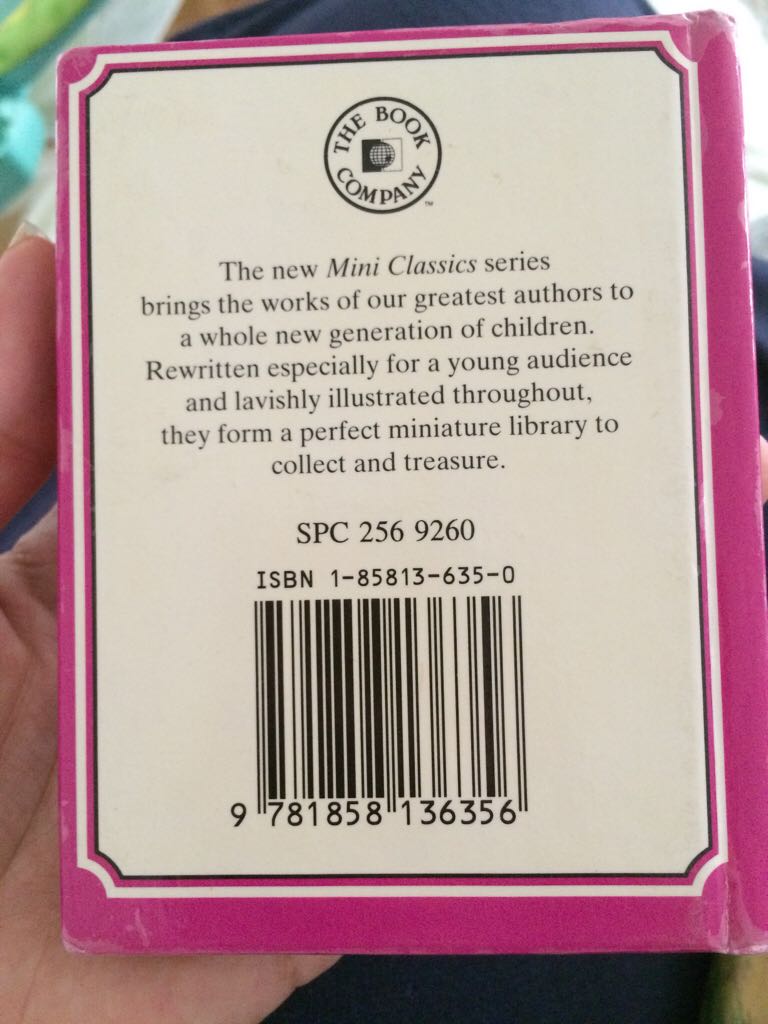 THE BOOK
COMPANY
™
The new Mini Classics series
brings the works of our greatest authors to
a whole new generation of children.
Rewritten especially for a young audience
and lavishly illustrated throughout,
they form a perfect miniature library to
collect and treasure.
SPC 256 9260
ISBN 1-85813-635-0
9 781858 136356